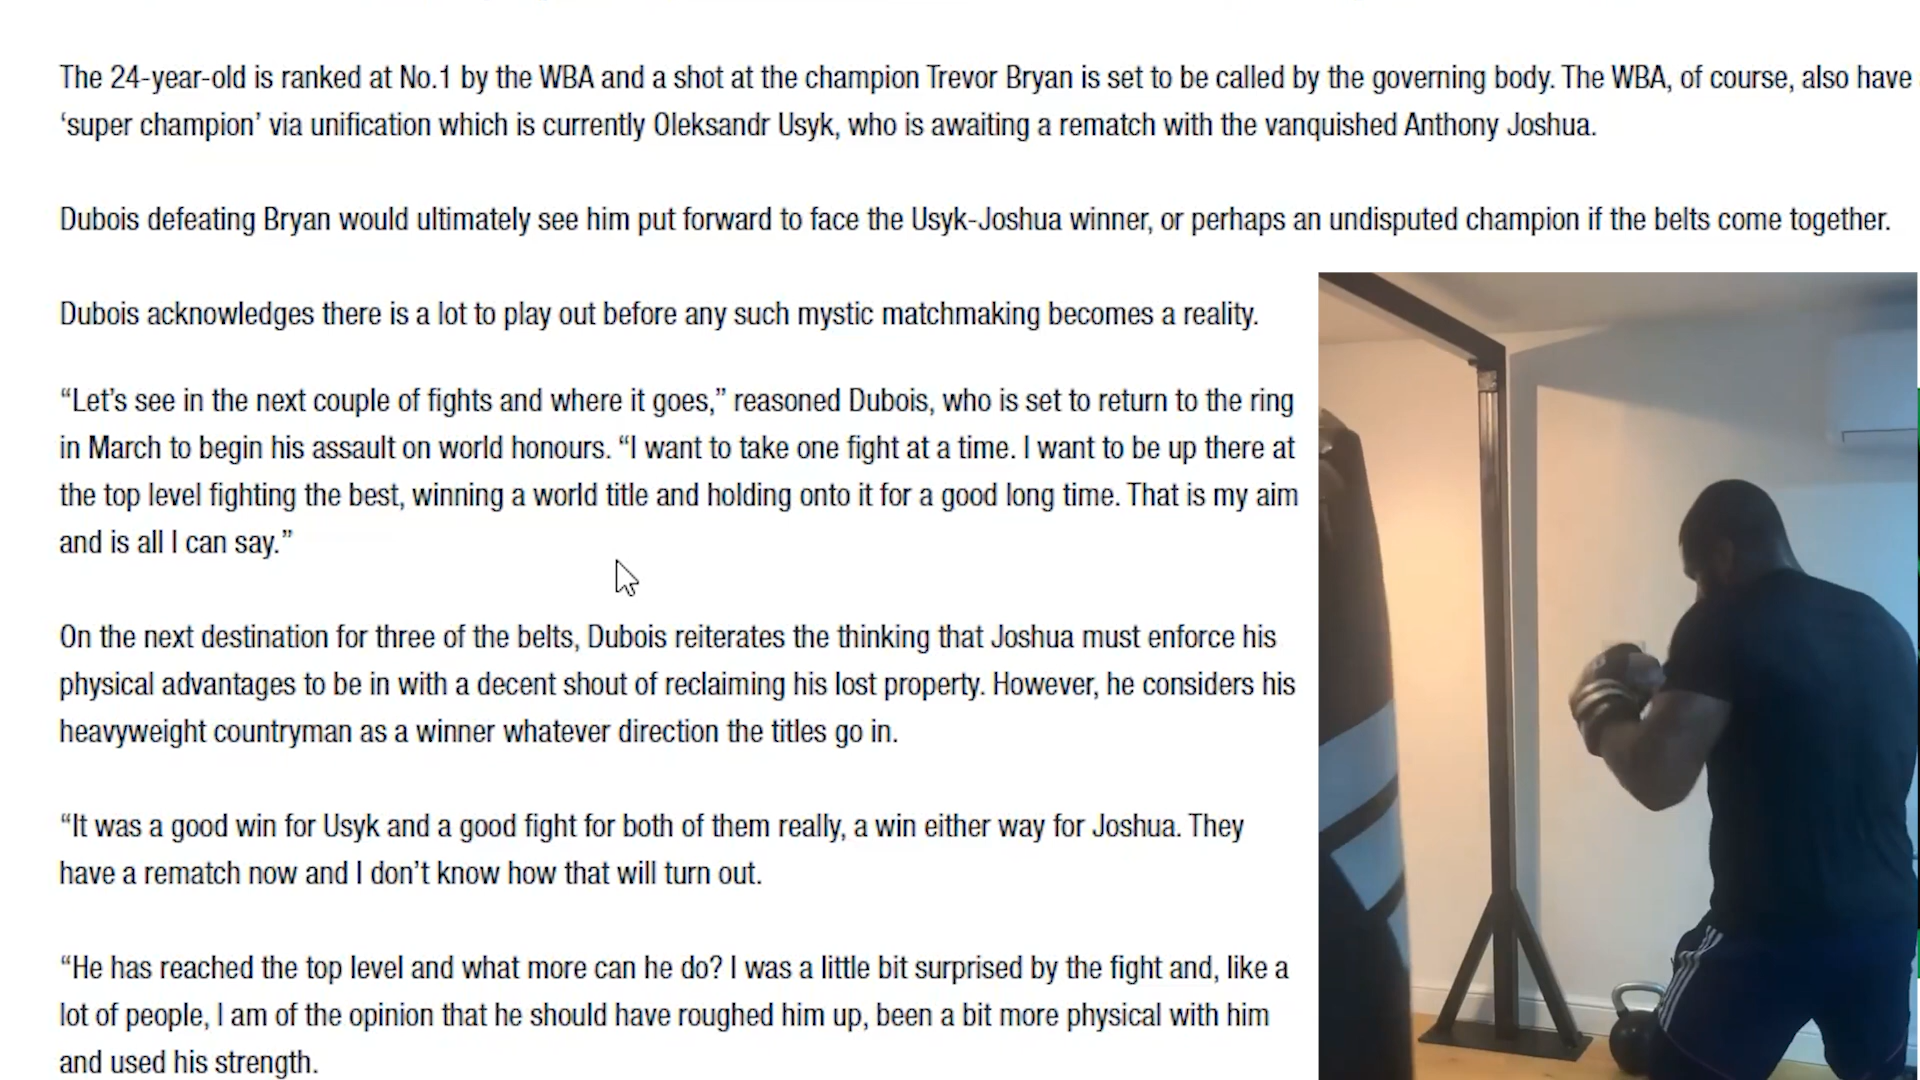 The 24-year-old is ranked at No.1 by the WBA and a shot at the champion Trevor Bryan is set to be called by the governing body. The WBA, of course, also have
‘super champion’ via unification which is currently Oleksandr Usyk, who is awaiting a rematch with the vanquished Anthony Joshua.
Dubois defeating Bryan would ultimately see him put forward to face the Usyk-Joshua winner, or perhaps an undisputed champion if the belts come together.
Dubois acknowledges there is a lot to play out before any such mystic matchmaking becomes a reality.
“Let’s see in the next couple of fights and where it goes,” reasoned Dubois, who is set to return to the ring
in March to begin his assault on world honours. “I want to take one fight at a time. I want to be up there at
the top level fighting the best, winning a world title and holding onto it for a good long time. That is my aim
and is all I can say.”
On the next destination for three of the belts, Dubois reiterates the thinking that Joshua must enforce his
physical advantages to be in with a decent shout of reclaiming his lost property. However, he considers his
heavyweight countryman as a winner whatever direction the titles go in.
“It was a good win for Usyk and a good fight for both of them really, a win either way for Joshua. They
have a rematch now and I don’t know how that will turn out.
“He has reached the top level and what more can he do? I was a little bit surprised by the fight and, like a
lot of people, I am of the opinion that he should have roughed him up, been a bit more physical with him
and used his strength.